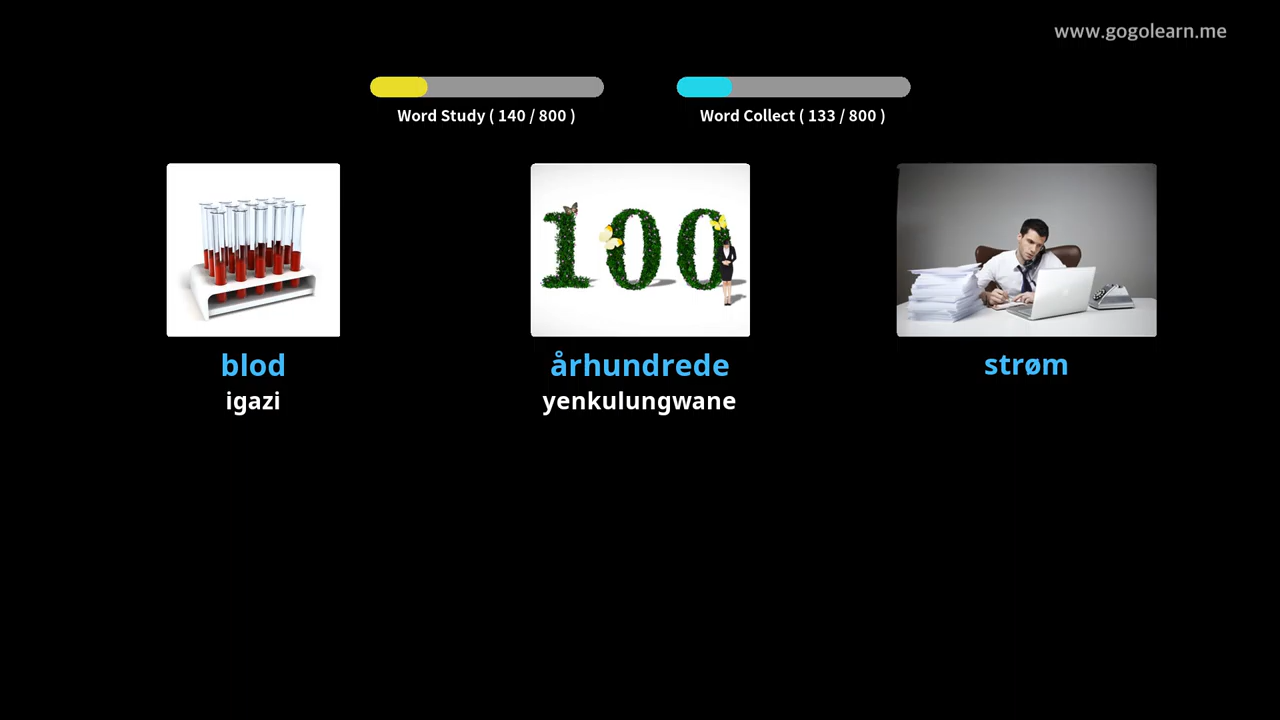 www.gogolearn.me
Word Study ( 140 / 800 )
Word Collect ( 133 / 800 )
blod
igazi
århundrede
yenkulungwane
strøm